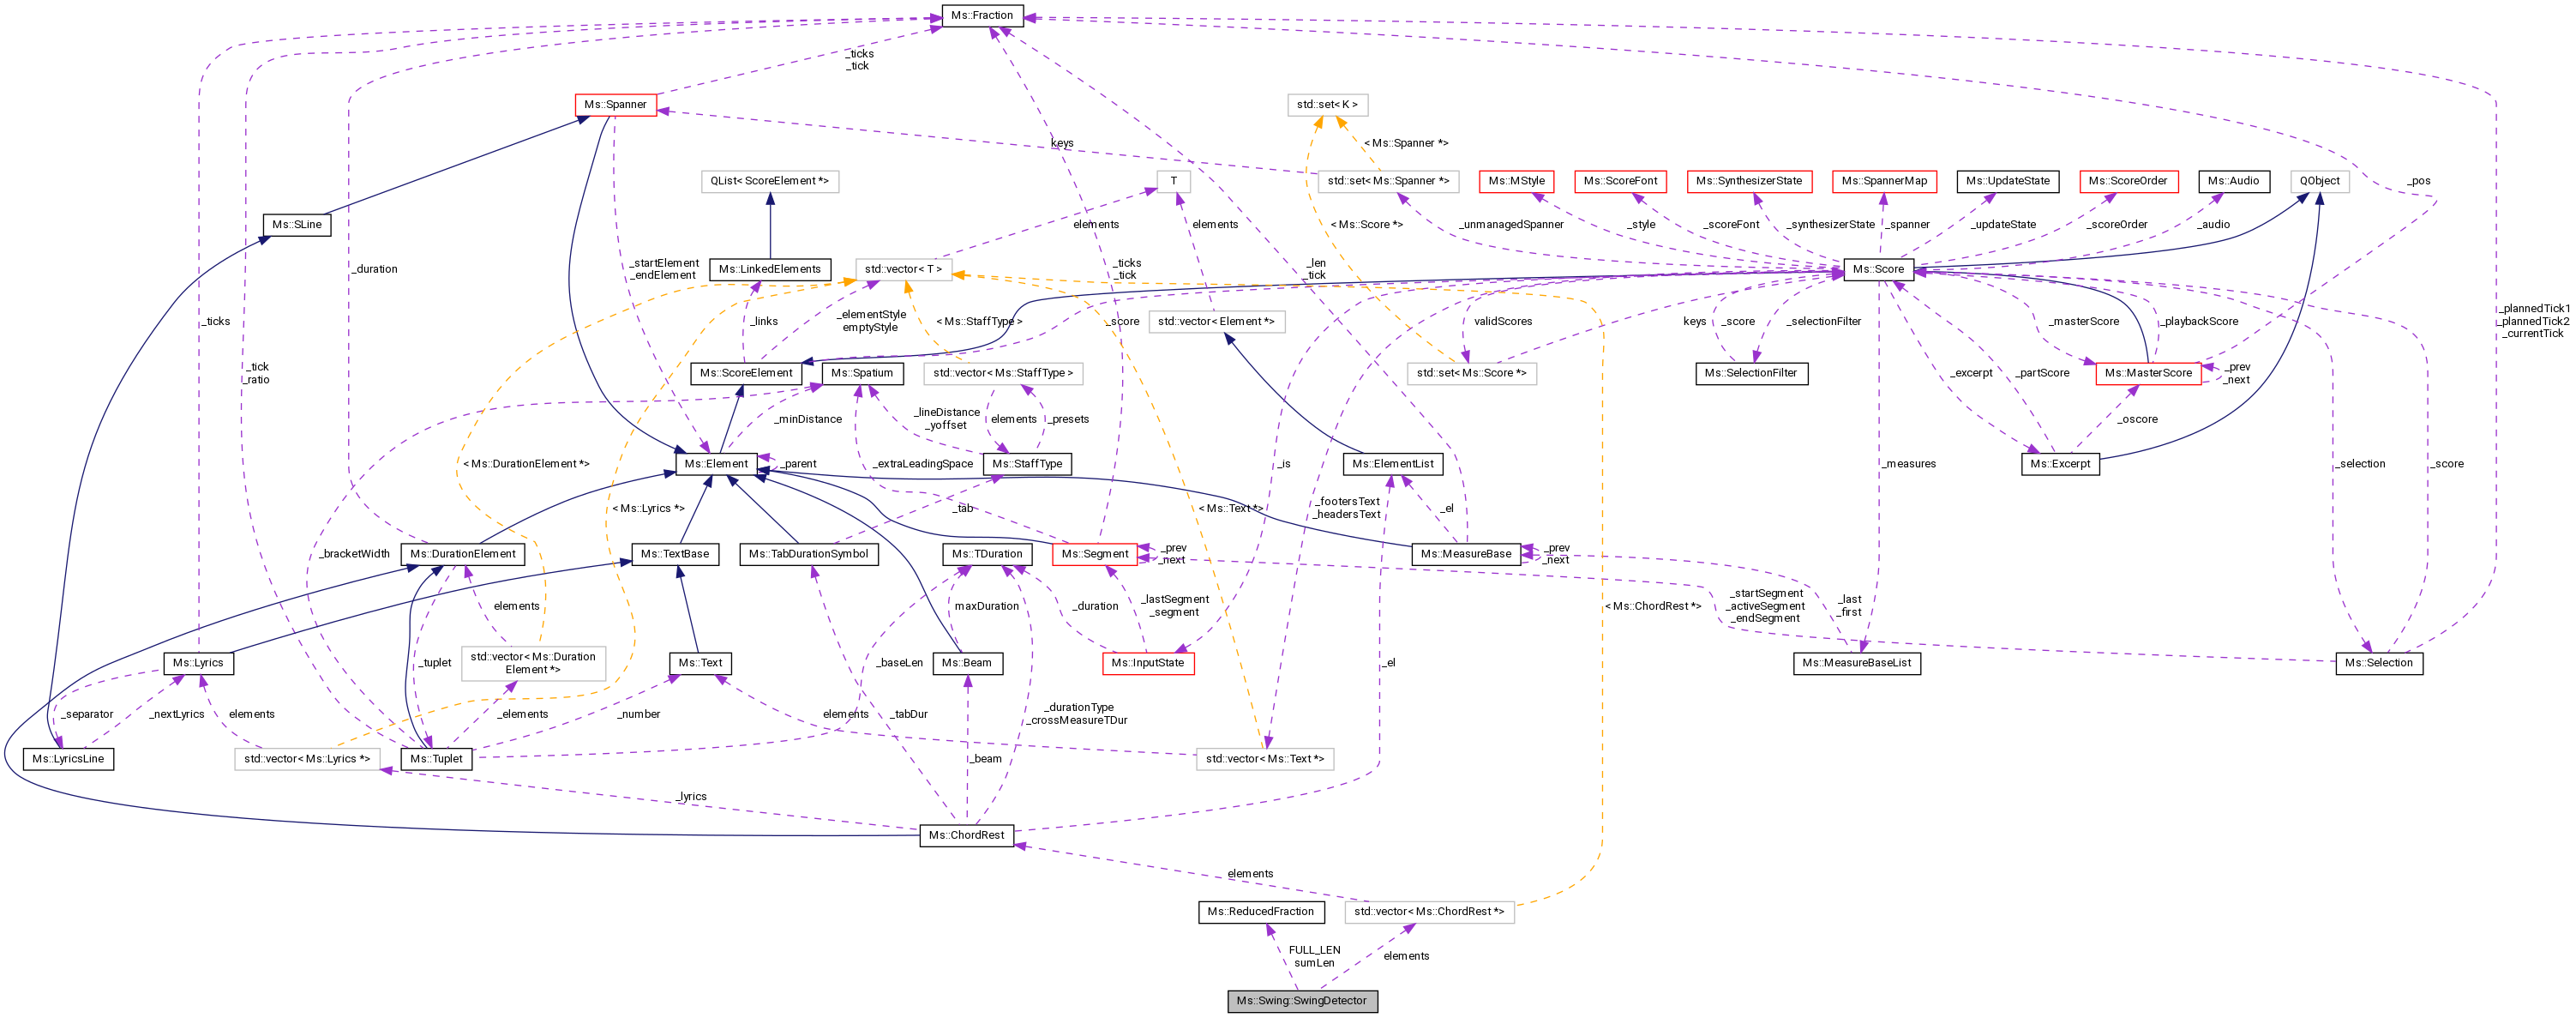 Ms::Fraction
_ticks
_tick
Ms::Spanner
std::set< K >
keys
< Ms::Spanner *>
QList< ScoreElement *>
T
std::set< Ms::Spanner *>
Ms::MStyle
Ms::ScoreFont
Ms::SynthesizerState
Ms::SpannerMap
Ms::UpdateState
Ms::ScoreOrder
Ms::Audio
QObject
_pos
Ms::SLine
elements
elements
< Ms::Score *>
_unmanagedSpanner
_style
_scoreFont
_synthesizerState
_spanner
_updateState
_scoreOrder
_audio
_duration
_startElement
_endElement
Ms::LinkedElements
std::vector< T >
_ticks
_tick
_len
_tick
Ms::Score
_ticks
_links
_elementStyle
emptyStyle
< Ms::StaffType >
_score
std::vector< Element *>
validScores
keys
_score
_selectionFilter
_masterScore
_playbackScore
_plannedTick1
_plannedTick2
_currentTick
_tick
_ratio
Ms::ScoreElement
Ms::Spatium
std::vector< Ms::StaffType >
std::set< Ms::Score *>
Ms::SelectionFilter
_excerpt
_partScore
Ms::MasterScore
_prev
_next
_minDistance
_lineDistance
_yoffset
elements
_presets
_oscore
< Ms::DurationElement *>
Ms::Element
_parent
_extraLeadingSpace
Ms::StaffType
_is
Ms::ElementList
_measures
Ms::Excerpt
_selection
_score
< Ms::Lyrics *>
_tab
< Ms::Text *>
_footersText
_headersText
_el
_bracketWidth
Ms::DurationElement
Ms::TextBase
Ms::TabDurationSymbol
Ms::TDuration
Ms::Segment
_prev
_next
Ms::MeasureBase
_prev
_next
elements
maxDuration
_duration
_lastSegment
_segment
< Ms::ChordRest *>
_startSegment
_activeSegment
_endSegment
_last
_first
Ms::Lyrics
_tuplet
std::vector< Ms::Duration
Element *>
Ms::Text
_baseLen
Ms::Beam
Ms::InputState
_el
Ms::MeasureBaseList
Ms::Selection
_separator
_nextLyrics
elements
_elements
_number
elements
_tabDur
_durationType
_crossMeasureTDur
Ms::LyricsLine
std::vector< Ms::Lyrics *>
Ms::Tuplet
_beam
std::vector< Ms::Text *>
_lyrics
Ms::ChordRest
elements
Ms::ReducedFraction
std::vector< Ms::ChordRest *>
FULL_LEN
sumLen
elements
Ms::Swing::SwingDetector